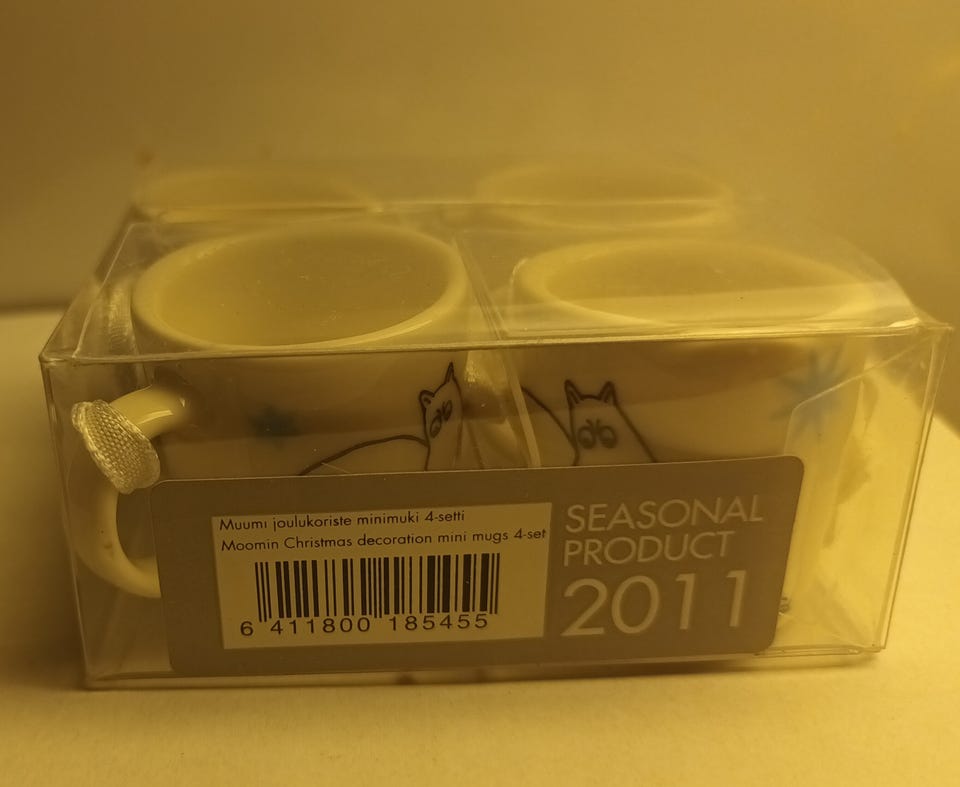 Muumi joulukoriste minimuki 4-setti
Moomin Christmas decoration mini mugs 4-set
6 411800 185455
SEASONAL
PRODUCT
2011